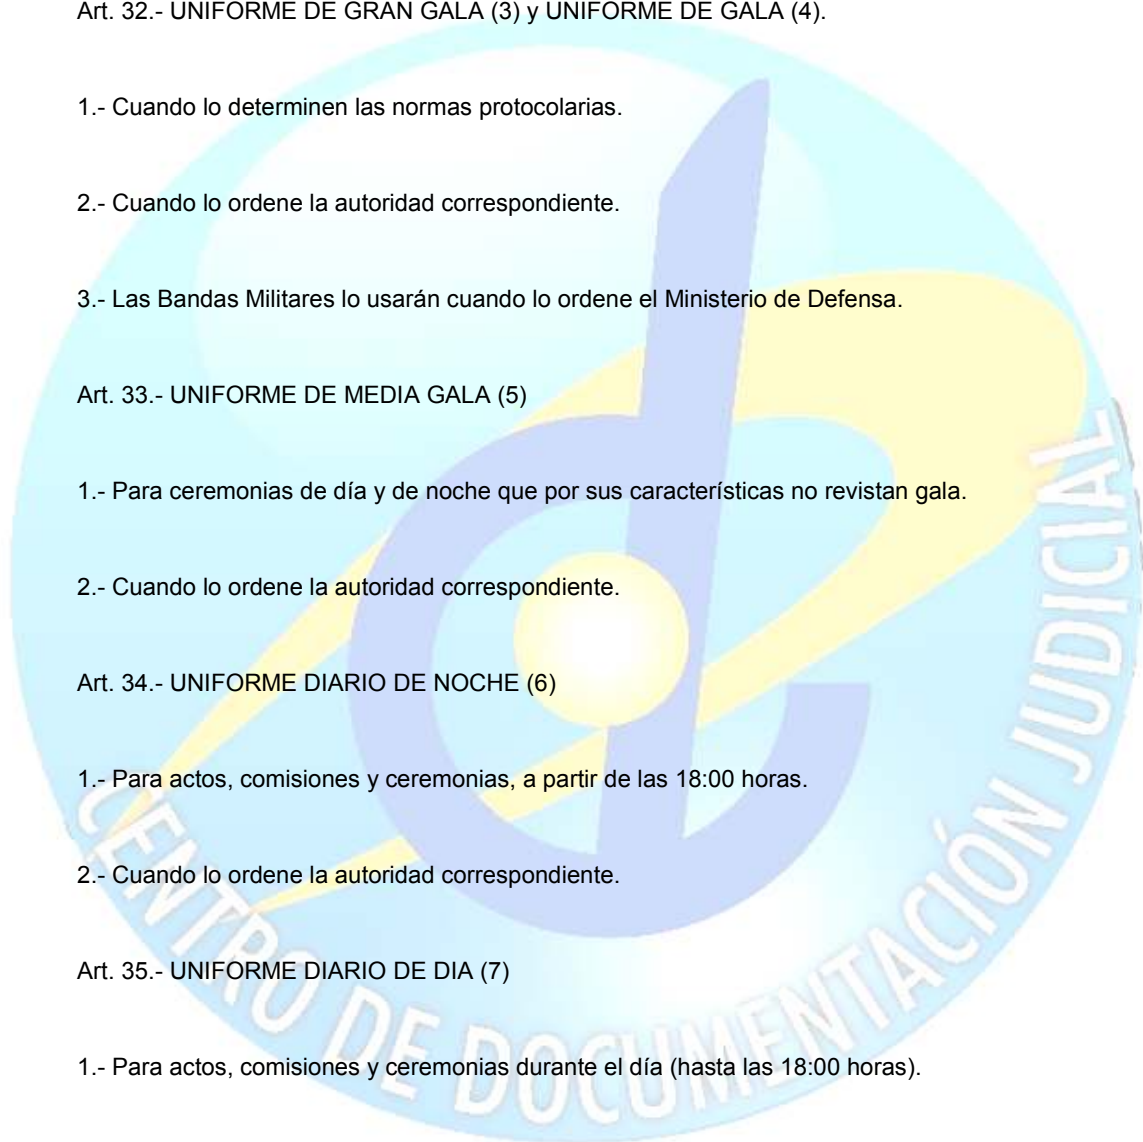 Art. 32.- UNIFORME DE GRAN GALA (3) y UNIFORME DE GALA (4).
1.- Cuando lo determinen las normas protocolarias.
2.- Cuando lo ordene la autoridad correspondiente.
3.- Las Bandas Militares lo usarán cuando lo ordene el Ministerio de Defensa.
Art. 33.- UNIFORME DE MEDIA GALA (5)
1.- Para ceremonias de día y de noche que por sus características no revistan gala.
2.- Cuando lo ordene la autoridad correspondiente.
Art. 34.- UNIFORME DIARIO DE NOCHE (6)
1.- Para actos, comisiones y ceremonias, a partir de las 18:00 horas.
2.- Cuando lo ordene la autoridad correspondiente.
Art. 35.- UNIFORME DIARIO DE DIA (7)
1.- Para actos, comisiones y ceremonias durante el día (hasta las 18:00 horas).
CENTRO DE DOCUMENTACIÓN JUDICIAL